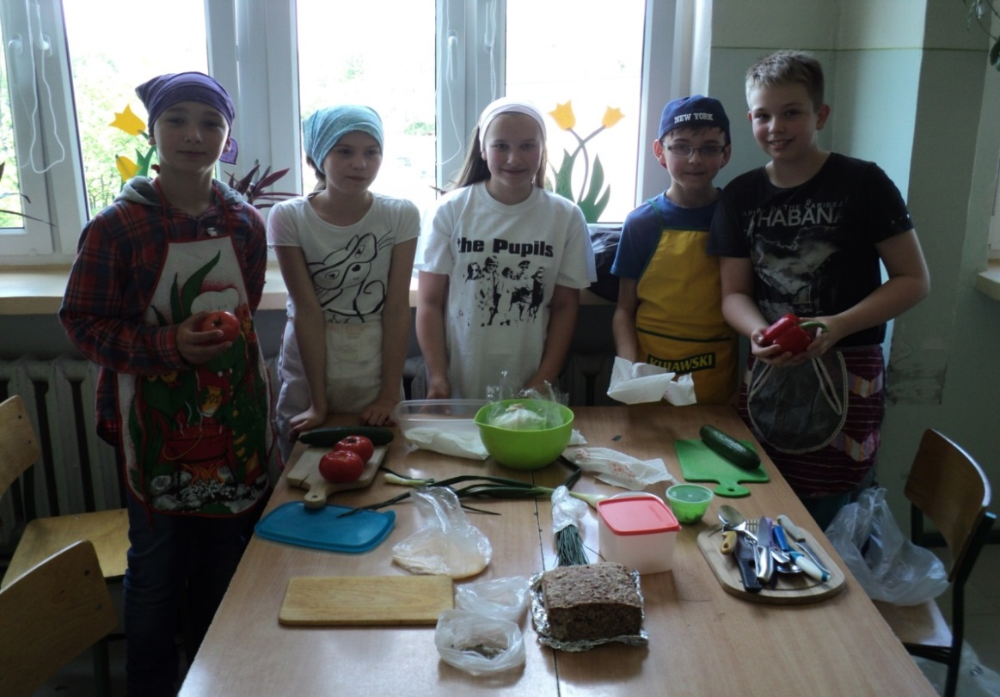 NEW YORK
the Pupils
HABANA
KUJAWSKI